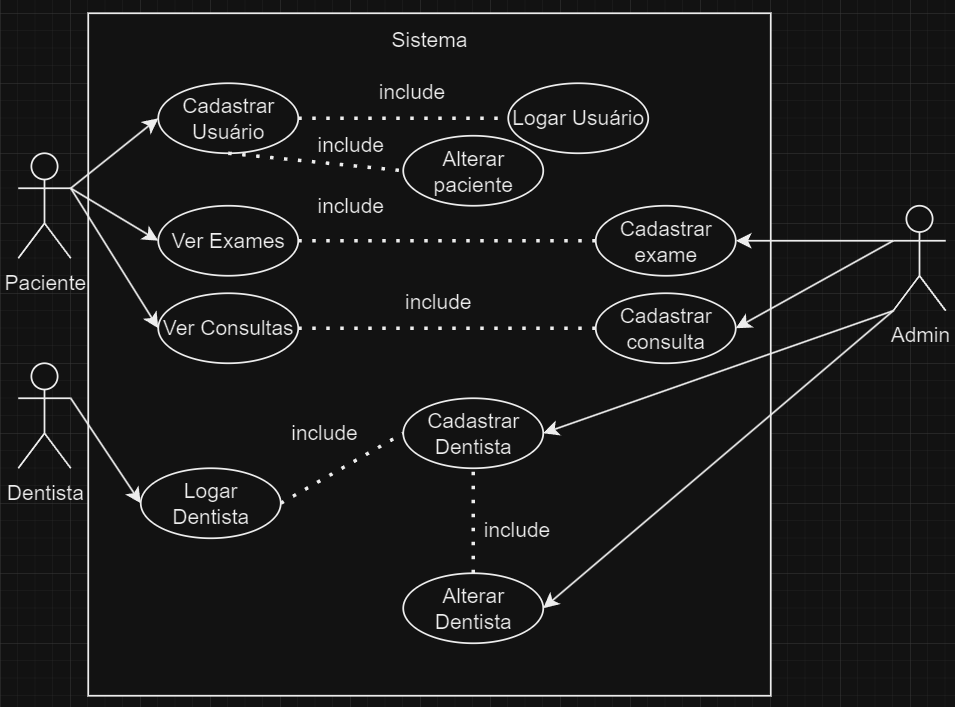 Sistema
include
Cadastrar
Usuário
Logar Usuário
include
Alterar
paciente
include
Ver Exames
Cadastrar
exame
Paciente
include
Ver Consultas
Cadastrar
consulta
Admin
Cadastrar
Dentista
include
Dentista
Logar
Dentista
include
Alterar
Dentista